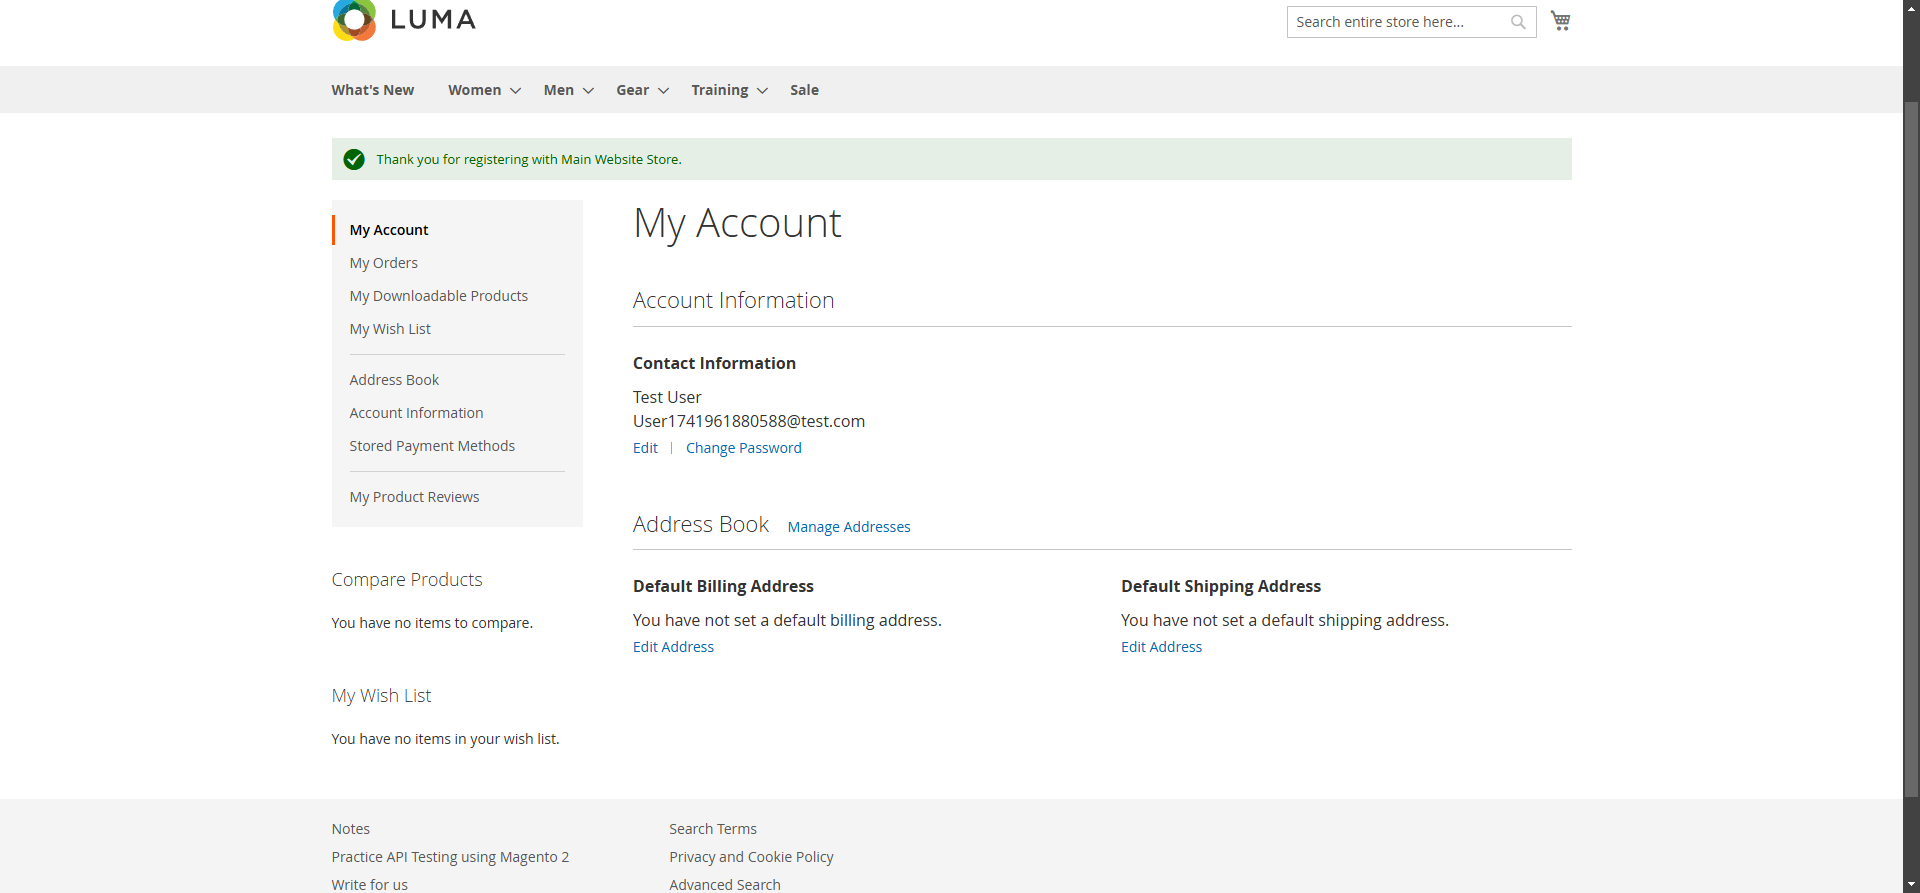 LUMA
Search entire store here...
What's New
Women
Men
Gear
Training
Sale
Thank you for registering with Main Website Store.
My Account
My Orders
My Downloadable Products
My Wish List
Address Book
Account Information
Stored Payment Methods
My Product Reviews
Compare Products
You have no items to compare.
My Wish List
You have no items in your wish list.
My Account
Account Information
Contact Information
Test User
User1741961880588@test.com
Edit
Change Password
Address Book
Manage Addresses
Default Billing Address
You have not set a default billing address.
Edit Address
Default Shipping Address
You have not set a default shipping address.
Edit Address
Notes
Practice API Testing using Magento 2
Write for us
Search Terms
Privacy and Cookie Policy
Advanced Search